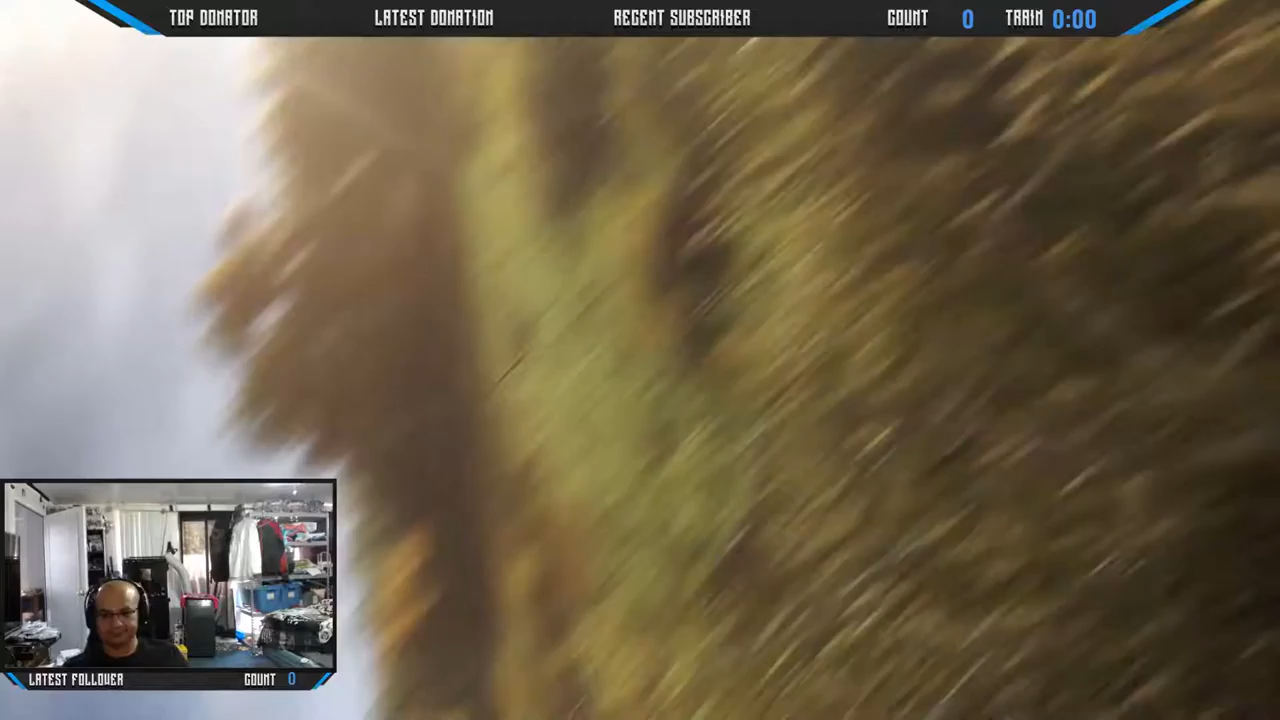 TOP DONATOR LATEST DONATION RECENT SUBSCRIBER COUNT 0 TRAIN 0:00
LATEST FOLLOWER COUNT 0